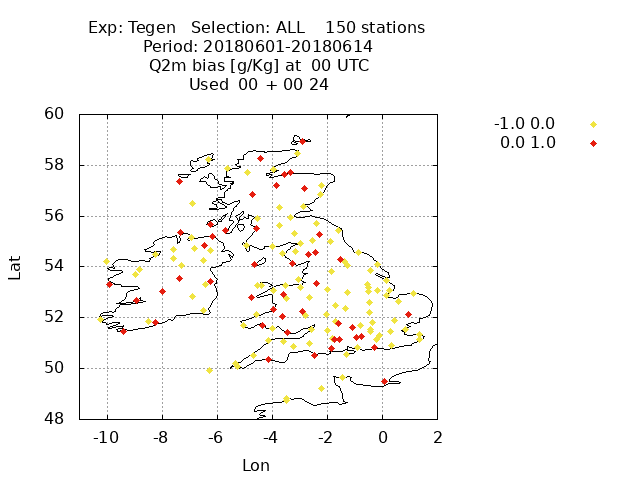 Exp: Tegen Selection: ALL 150 stations
Period: 20180601-20180614
Q2m bias [g/Kg] at 00 UTC
Used 00 + 00 24
-1.0 0.0
0.0 1.0
60
58
56
54
52
50
48
Lat
-10 -8 -6 -4 -2 0 2
Lon